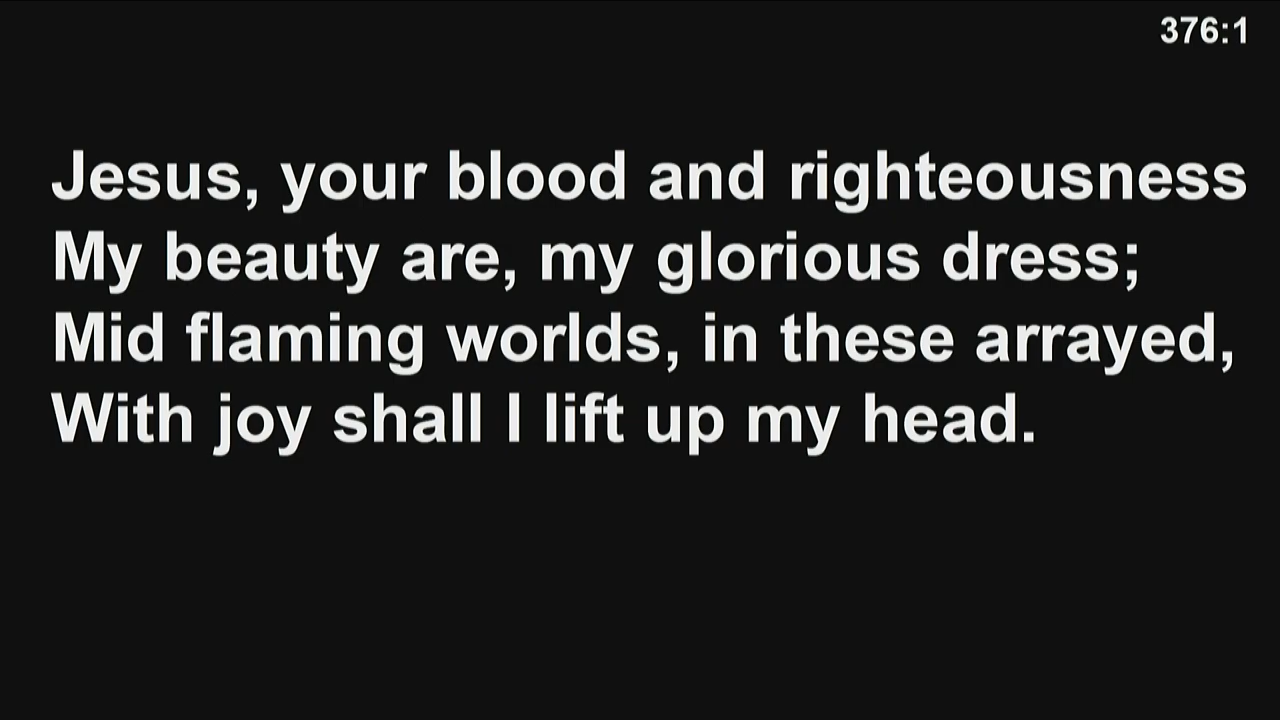 376:1
Jesus, your blood and righteousness
My beauty are, my glorious dress;
Mid flaming worlds, in these arrayed,
With joy shall I lift up my head.